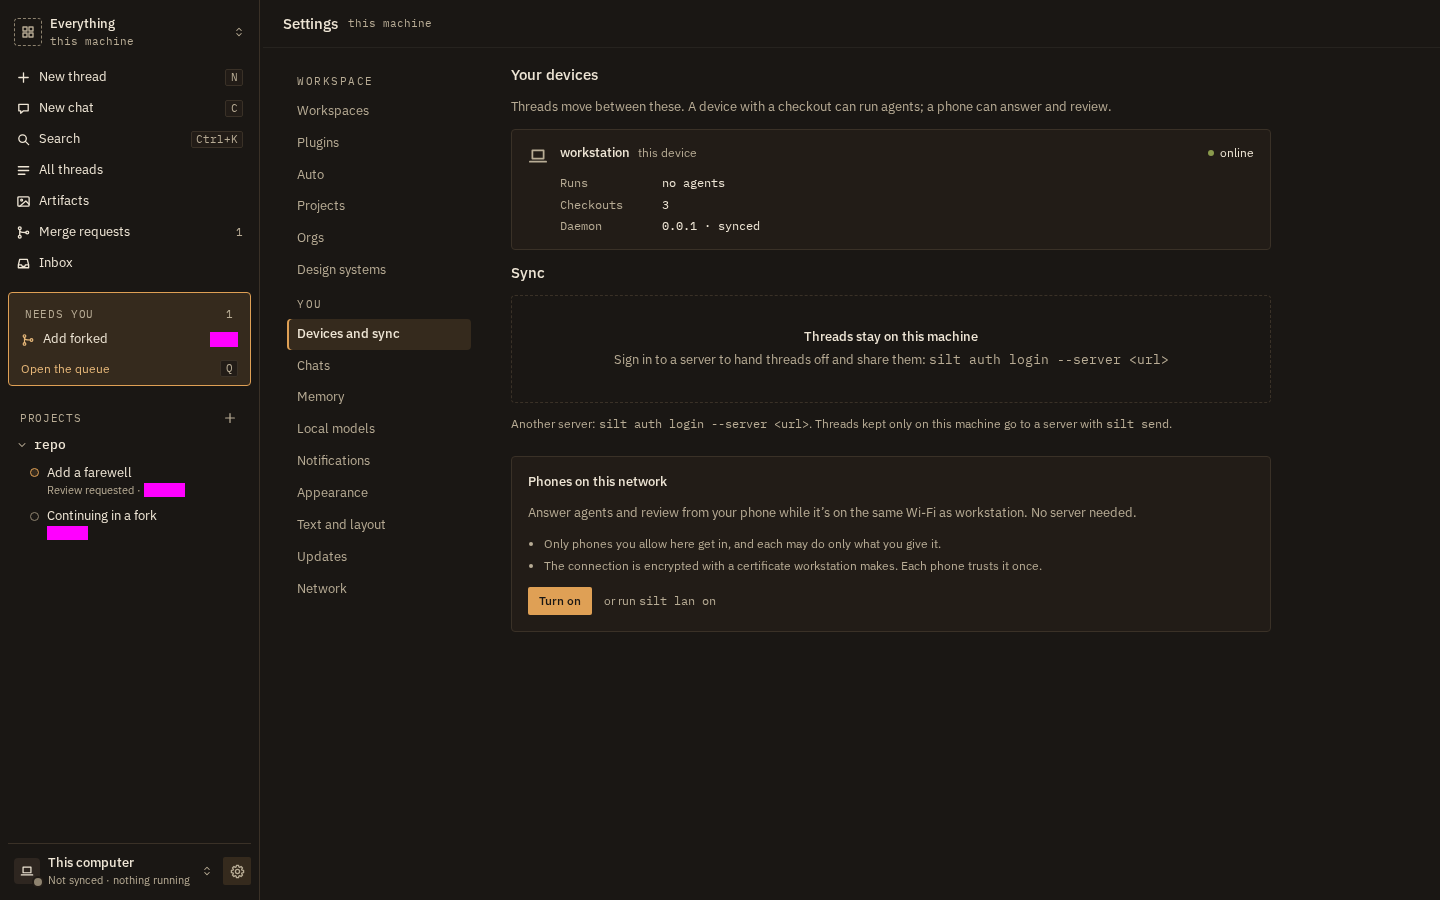 Everything
this machine
New thread N
New chat C
Search Ctrl+K
All threads
Artifacts
Merge requests 1
Inbox
NEEDS YOU 1
Add forked
Open the queue Q
PROJECTS
repo
Add a farewell
Review requested ·
Continuing in a fork
This computer
Not synced · nothing running
Settings this machine
WORKSPACE
Workspaces
Plugins
Auto
Projects
Orgs
Design systems
YOU
Devices and sync
Chats
Memory
Local models
Notifications
Appearance
Text and layout
Updates
Network
Your devices
Threads move between these. A device with a checkout can run agents; a phone can answer and review.
workstation this device online
Runs no agents
Checkouts 3
Daemon 0.0.1 · synced
Sync
Threads stay on this machine
Sign in to a server to hand threads off and share them: silt auth login --server <url>
Another server: silt auth login --server <url>. Threads kept only on this machine go to a server with silt send.
Phones on this network
Answer agents and review from your phone while it’s on the same Wi-Fi as workstation. No server needed.
• Only phones you allow here get in, and each may do only what you give it.
• The connection is encrypted with a certificate workstation makes. Each phone trusts it once.
Turn on or run silt lan on